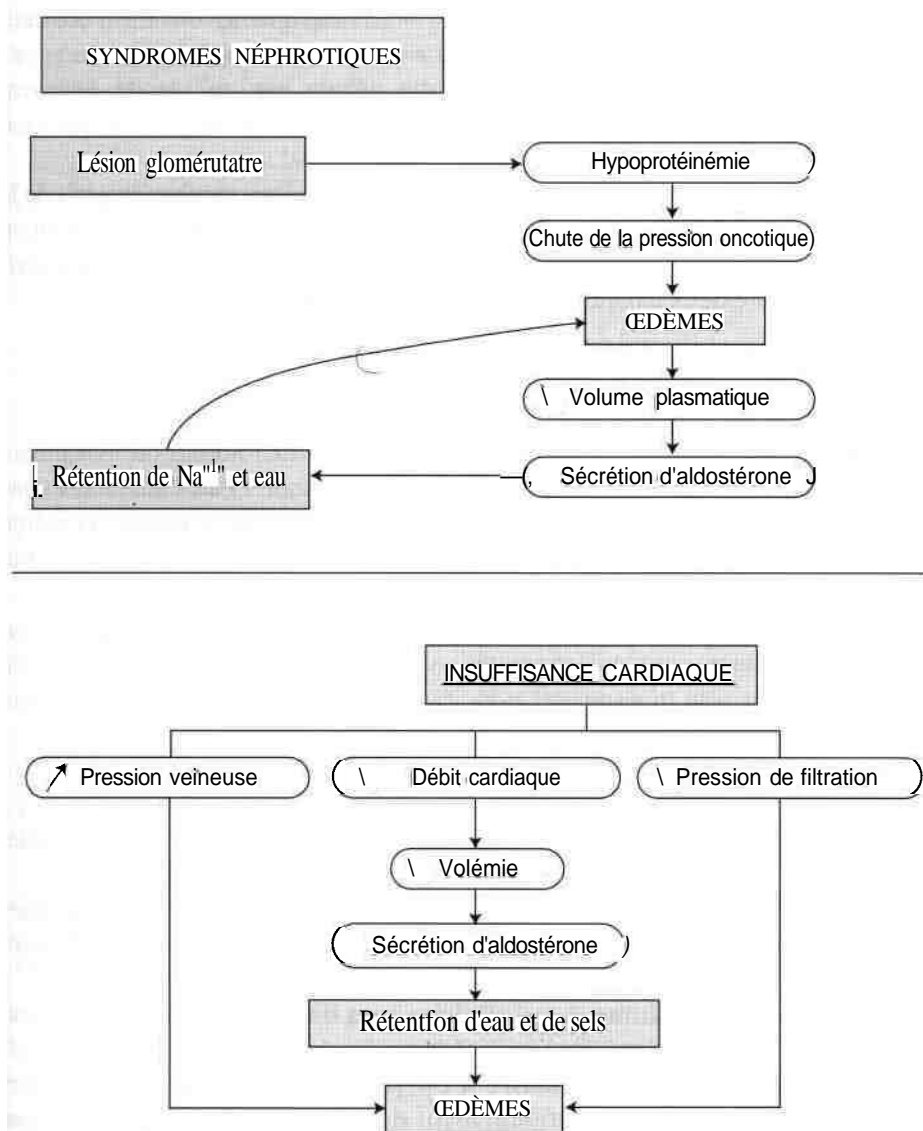 SYNDROMES NÉPHROTIQUES
Lésion glomérutatre
Hypoprotéinémie )
(Chute de la pression oncotique)
ŒDÈMES
\ Volume plasmatique
i. Rétention de Na"1" et eau
(, Sécrétion d'aldostérone J
INSUFFISANCE CARDIAQUE
↗ Pression veineuse
\ Débit cardiaque
\ Pression de filtration
\ Volémie
Sécrétion d'aldostérone )
Rétentfon d'eau et de sels
ŒDÈMES